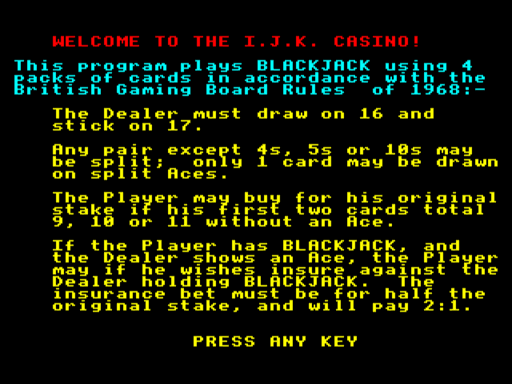 WELCOME TO THE I.J.K. CASINO!
This program plays BLACKJACK using 4
packs of cards in accordance with the
British Gaming Board Rules  of 1968:-
The Dealer must draw on 16 and
stick on 17.
Any pair except 4s, 5s or 10s may
be split;  only 1 card may be drawn
on split Aces.
The Player may buy for his original
stake if his first two cards total
9, 10 or 11 without an Ace.
If the Player has BLACKJACK, and
the Dealer shows an Ace, the Player
may if he wishes insure against the
Dealer holding BLACKJACK.  The
insurance bet must be for half the
original stake, and will pay 2:1.
PRESS ANY KEY